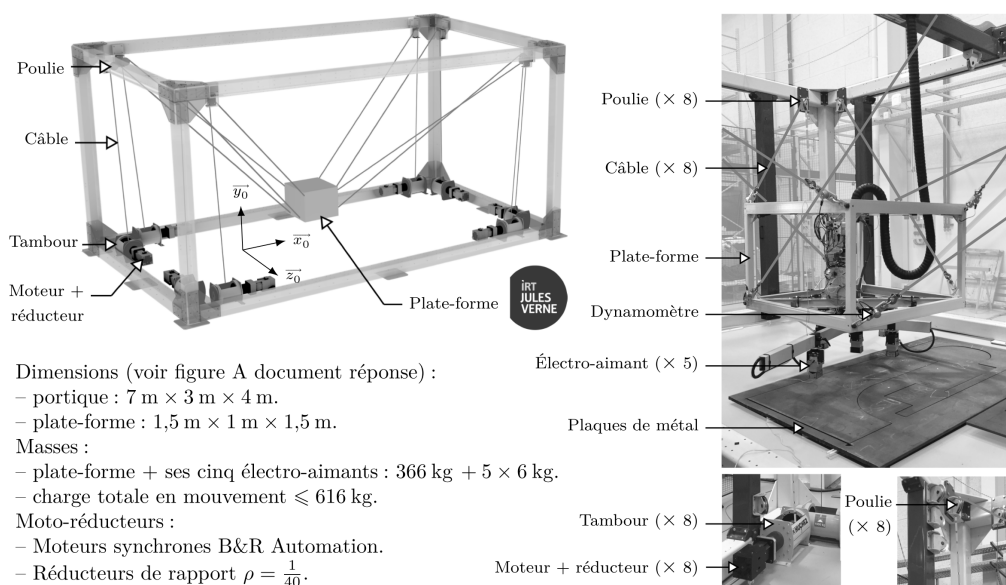 Poulie
Câble
Tambour
Moteur +
réducteur
y₀
x₀
z₀
Plate-forme
iRT
JULES
VERNE
Dimensions (voir figure A document réponse) :
– portique : 7 m × 3 m × 4 m.
– plate-forme : 1,5 m × 1 m × 1,5 m.
Masses :
– plate-forme + ses cinq électro-aimants : 366 kg + 5 × 6 kg.
– charge totale en mouvement ⩽ 616 kg.
Moto-réducteurs :
– Moteurs synchrones B&R Automation.
– Réducteurs de rapport ρ = 1/40.
Poulie (× 8)
Câble (× 8)
Plate-forme
Dynamomètre
Électro-aimant (× 5)
Plaques de métal
Tambour (× 8)
Moteur + réducteur (× 8)
Poulie
(× 8)